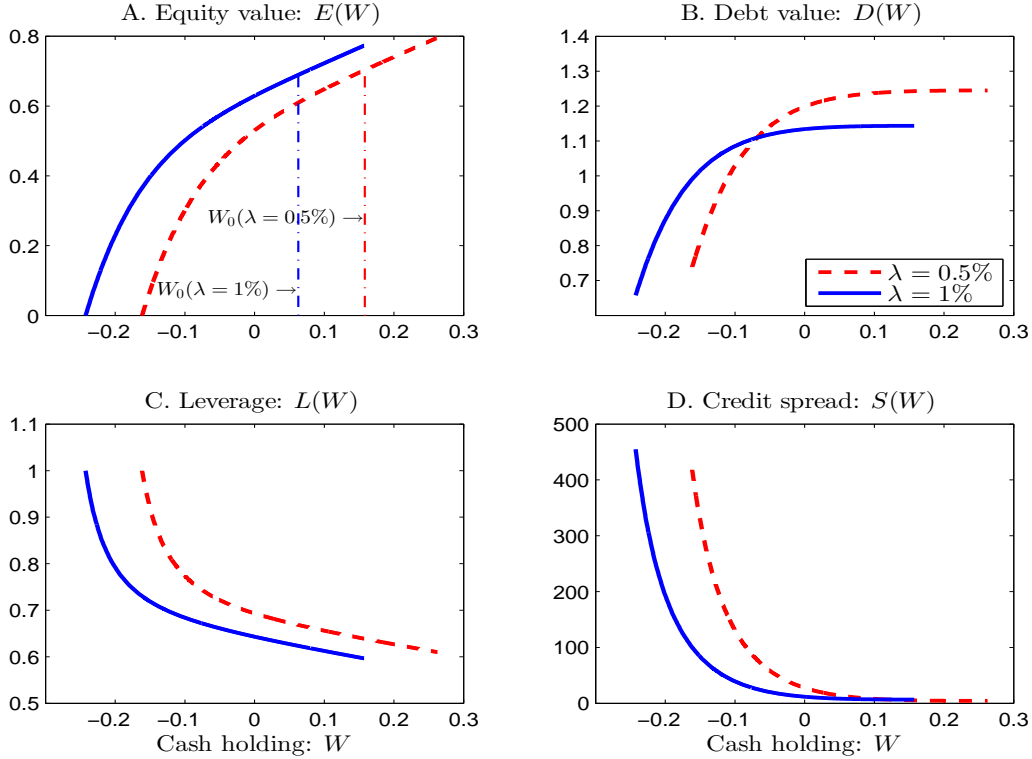 A. Equity value: E(W)
0.8
0.6
0.4
0.2
0
W₀(λ = 0.5%) →
W₀(λ = 1%) →
−0.2 −0.1 0 0.1 0.2 0.3
B. Debt value: D(W)
1.4
1.3
1.2
1.1
1
0.9
0.8
0.7
λ = 0.5%
λ = 1%
−0.2 −0.1 0 0.1 0.2 0.3
C. Leverage: L(W)
1.1
1
0.9
0.8
0.7
0.6
0.5
−0.2 −0.1 0 0.1 0.2 0.3
Cash holding: W
D. Credit spread: S(W)
500
400
300
200
100
0
−0.2 −0.1 0 0.1 0.2 0.3
Cash holding: W